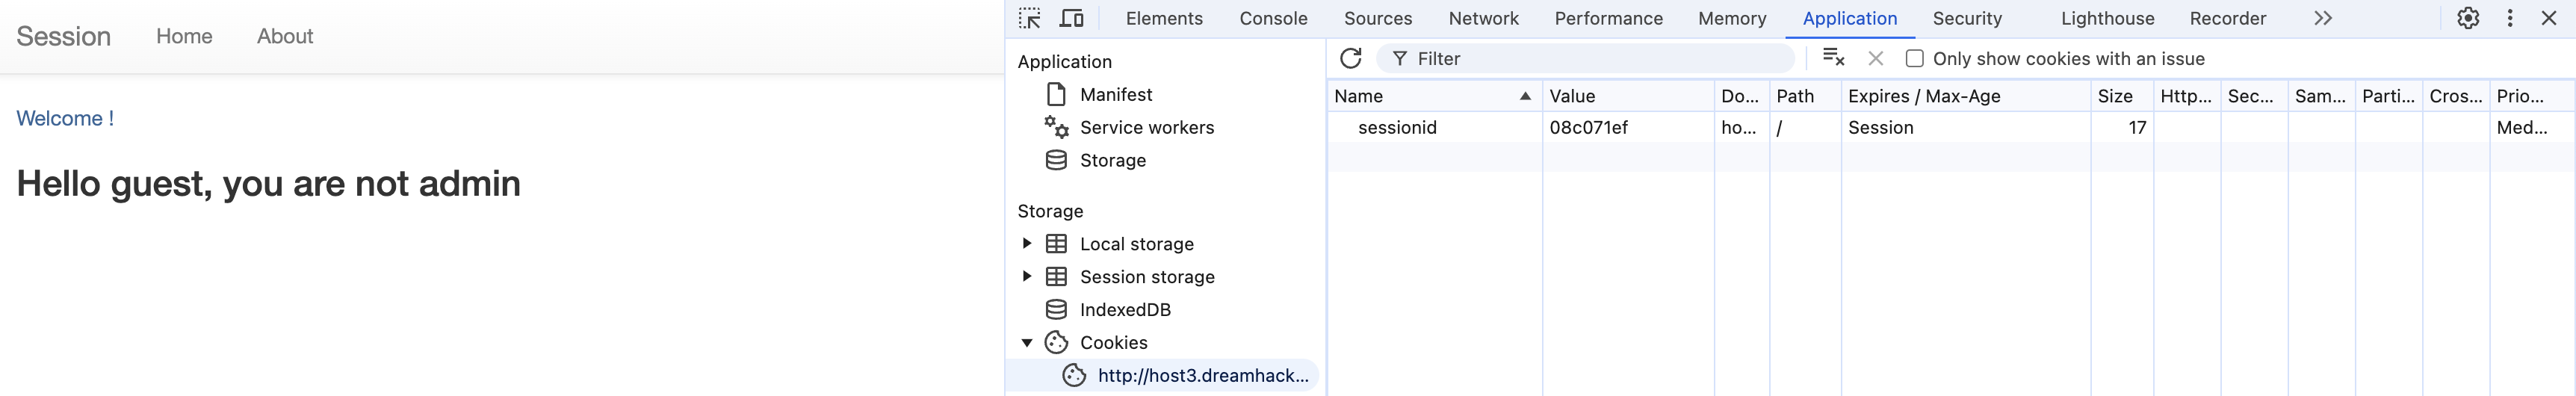 Session Home About
Welcome !
Hello guest, you are not admin
Elements Console Sources Network Performance Memory Application Security Lighthouse Recorder
Application
Manifest
Service workers
Storage
Storage
Local storage
Session storage
IndexedDB
Cookies
http://host3.dreamhack...
Filter Only show cookies with an issue
Name Value Do... Path Expires / Max-Age Size Http... Sec... Sam... Parti... Cros... Prio...
sessionid 08c071ef ho... / Session 17 Med...